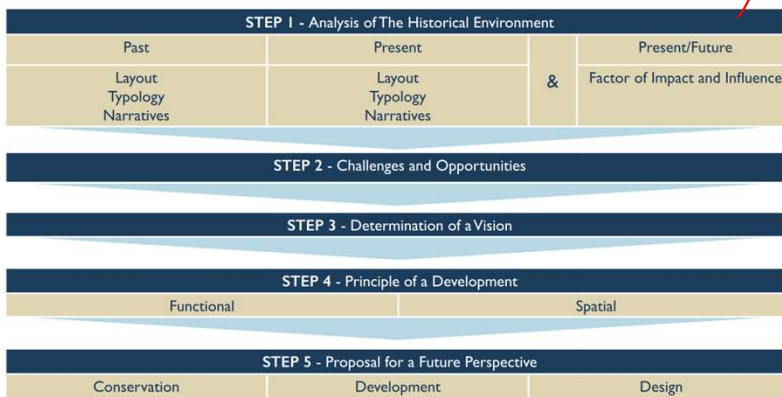 STEP 1 - Analysis of The Historical Environment
Past
Present
&
Present/Future
Layout
Typology
Narratives
Layout
Typology
Narratives
Factor of Impact and Influence
STEP 2 - Challenges and Opportunities
STEP 3 - Determination of a Vision
STEP 4 - Principle of a Development
Functional
Spatial
STEP 5 - Proposal for a Future Perspective
Conservation
Development
Design